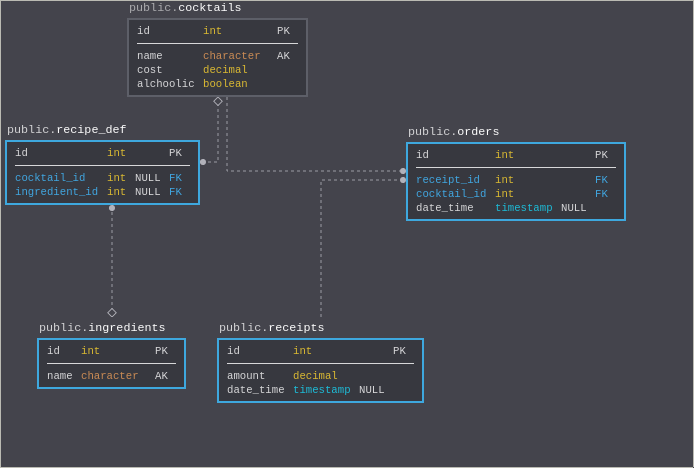 public.cocktails
id int PK
name character AK
cost decimal
alchoolic boolean
public.recipe_def
id int PK
cocktail_id int NULL FK
ingredient_id int NULL FK
public.orders
id int PK
receipt_id int FK
cocktail_id int FK
date_time timestamp NULL
public.ingredients
id int PK
name character AK
public.receipts
id int PK
amount decimal
date_time timestamp NULL